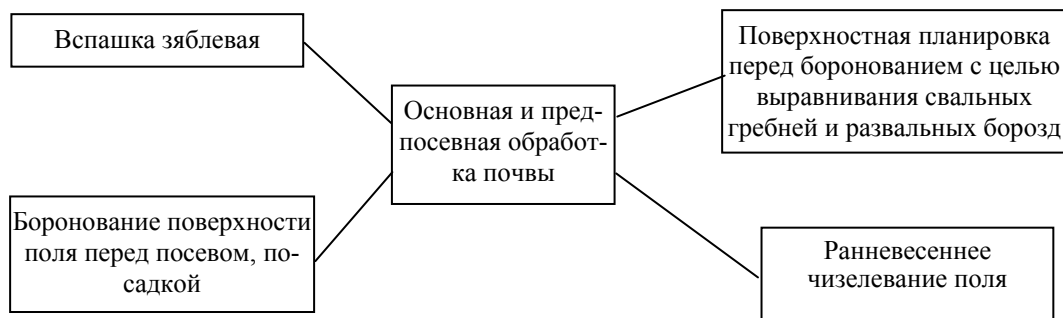 Вспашка зяблевая
Поверхностная планировка
перед боронованием с целью
выравнивания свальных
гребней и развальных борозд
Основная и пред-
посевная обработ-
ка почвы
Боронование поверхности
поля перед посевом, по-
садкой
Ранневесеннее
чизелевание поля